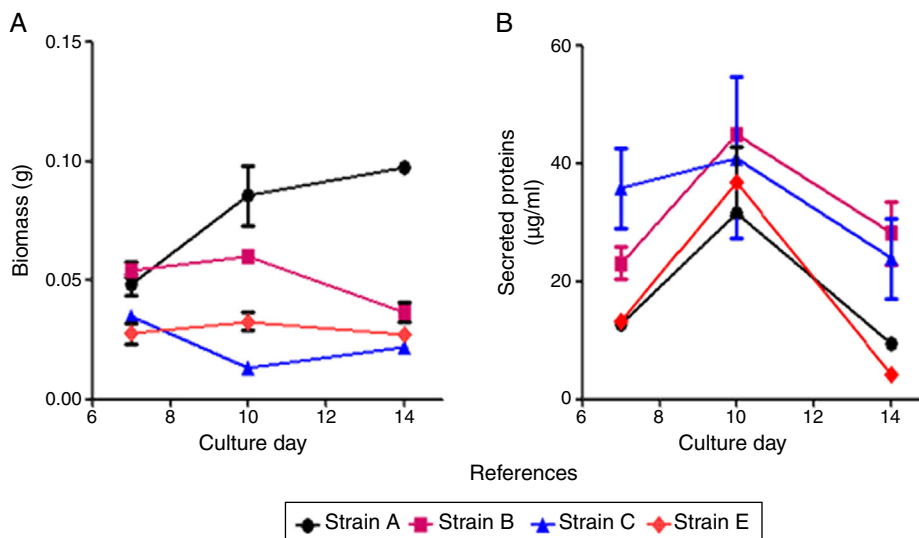 A
0.15
0.10
0.05
0.00
Biomass (g)
6 8 10 12 14
Culture day
B
60
40
20
0
Secreted proteins
(µg/ml)
6 8 10 12 14
Culture day
References
Strain A Strain B Strain C Strain E